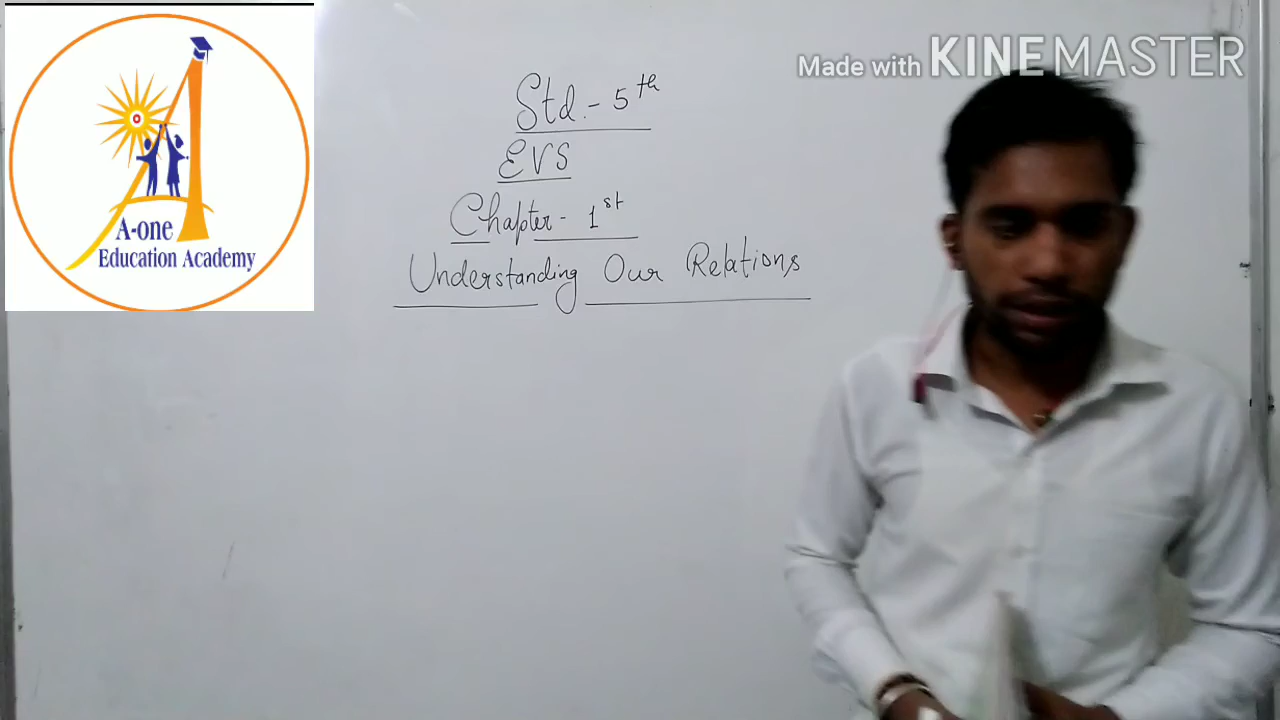 Made with KINEMASTER
A-one
Education Academy
Std.- 5th
EVS
Chapter- 1st
Understanding Our Relations